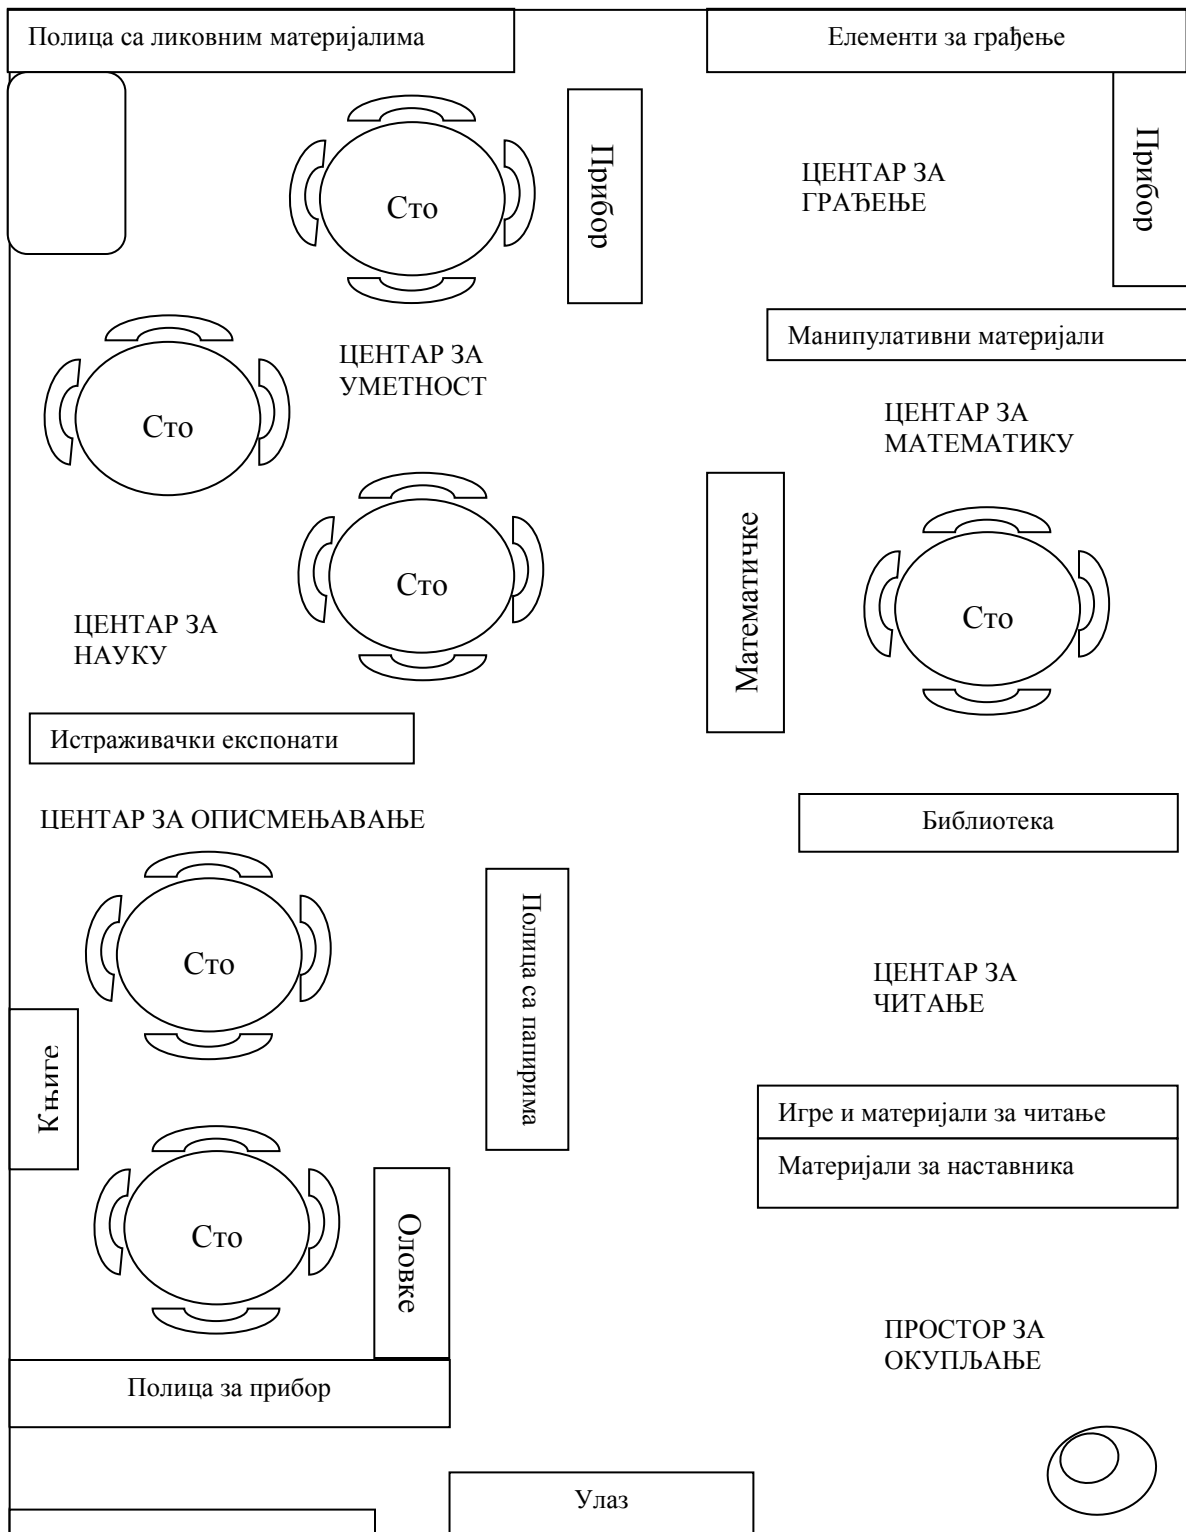 Полица са ликовним материјалима
Елементи за грађење
Прибор
Прибор
ЦЕНТАР ЗА
ГРАЂЕЊЕ
Сто
Манипулативни материјали
ЦЕНТАР ЗА
УМЕТНОСТ
Сто
ЦЕНТАР ЗА
МАТЕМАТИКУ
Математичке
Сто
Сто
ЦЕНТАР ЗА
НАУКУ
Истраживачки експонати
ЦЕНТАР ЗА ОПИСМЕЊАВАЊЕ
Библиотека
Сто
Полица са папирима
ЦЕНТАР ЗА
ЧИТАЊЕ
Књиге
Игре и материјали за читање
Материјали за наставника
Сто
Оловке
ПРОСТОР ЗА
ОКУПЉАЊЕ
Полица за прибор
Улаз